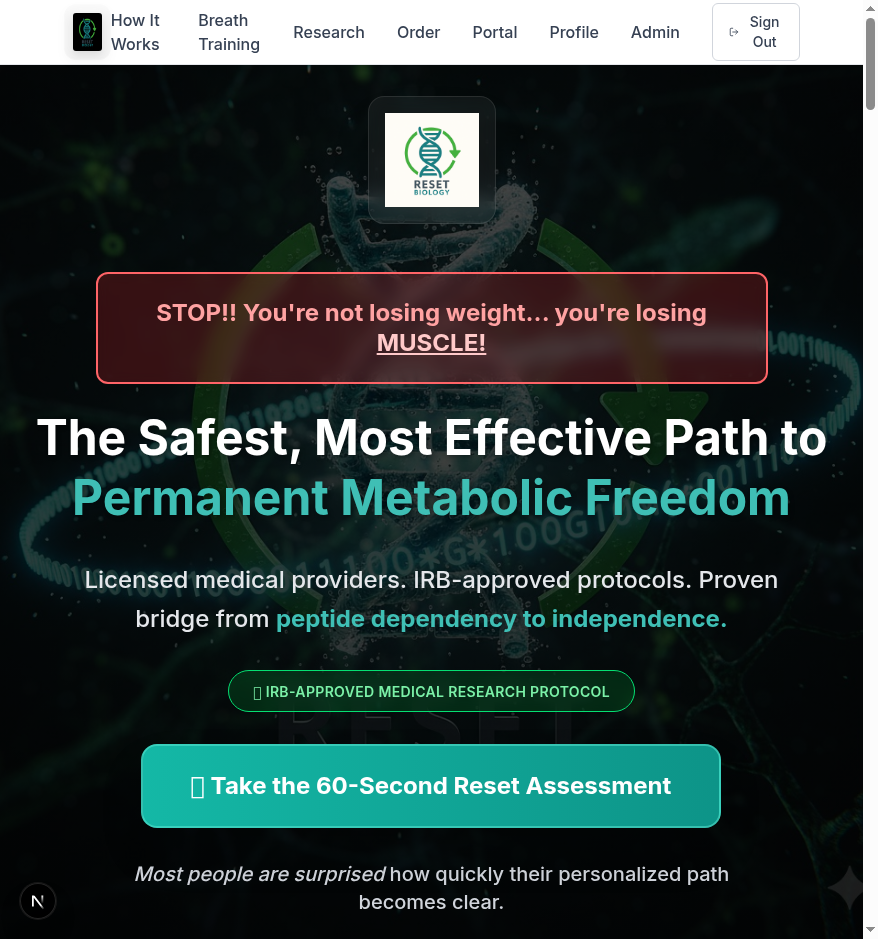 How It
Works
Breath
Training
Research
Order
Portal
Profile
Admin
Sign
Out
RESET
BIOLOGY
STOP!! You're not losing weight... you're losing
MUSCLE!
The Safest, Most Effective Path to
Permanent Metabolic Freedom
Licensed medical providers. IRB-approved protocols. Proven
bridge from peptide dependency to independence.
IRB-APPROVED MEDICAL RESEARCH PROTOCOL
RESET
Take the 60-Second Reset Assessment
Most people are surprised how quickly their personalized path
becomes clear.
N